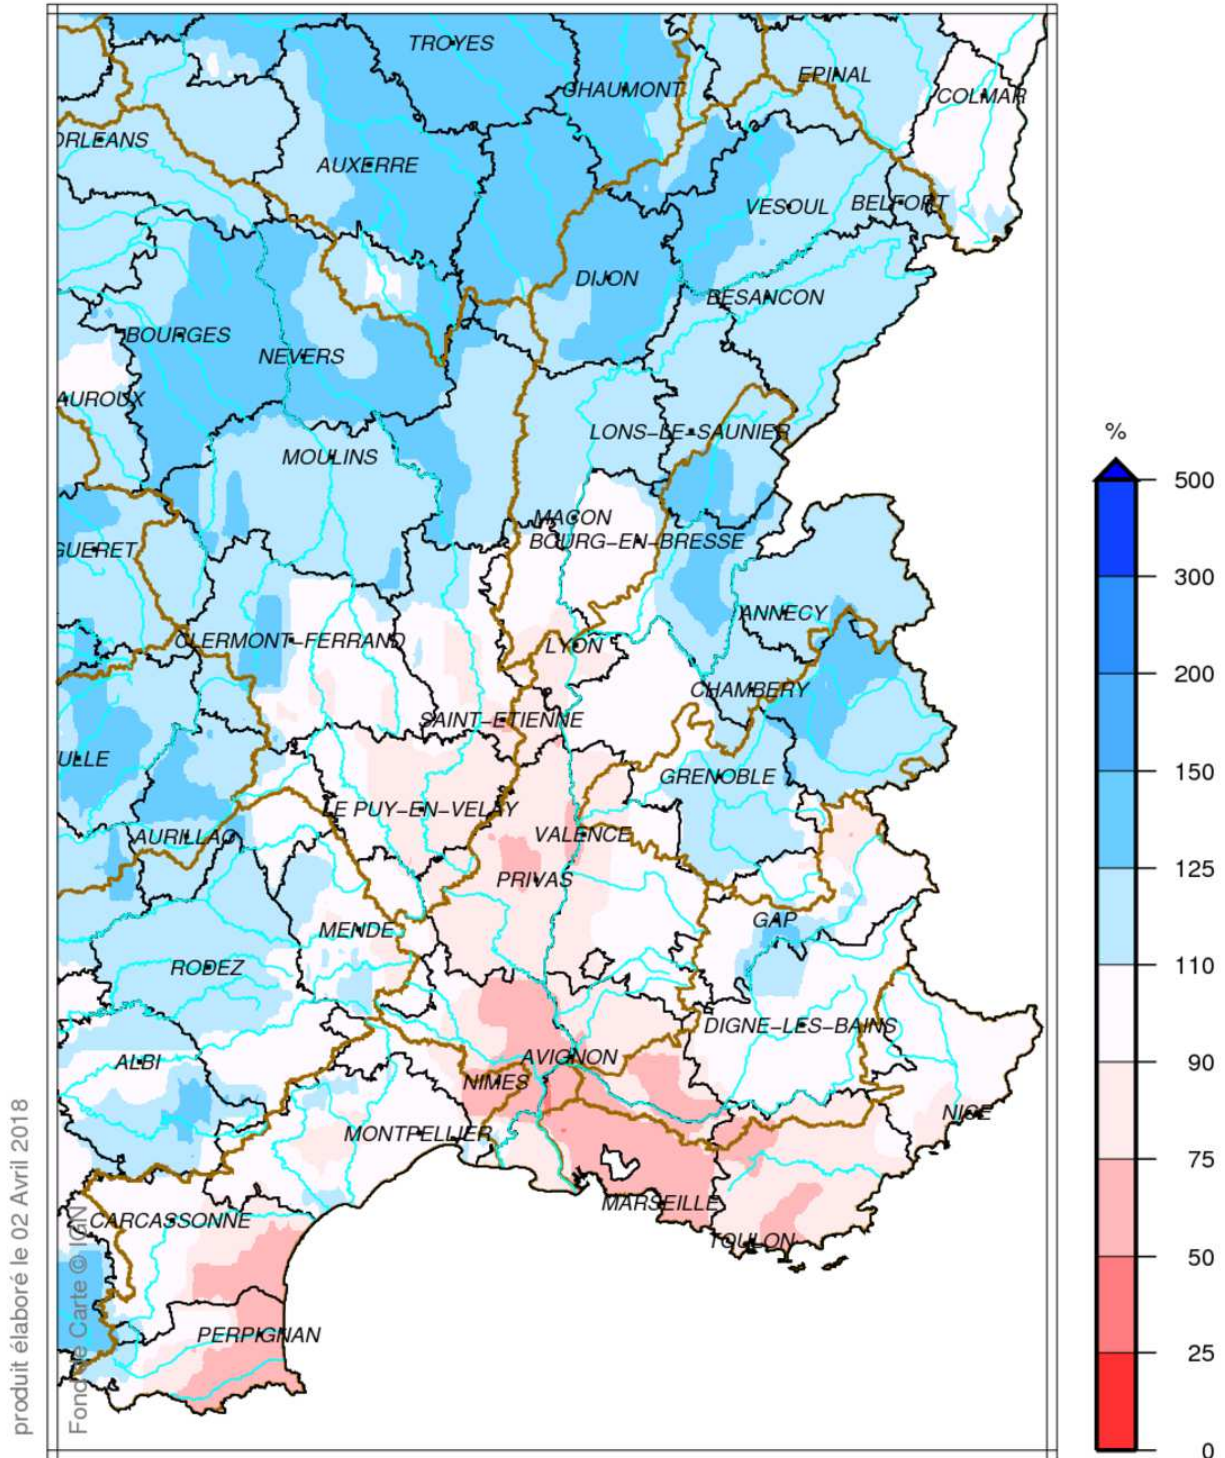 TROYES
CHAUMONT
EPINAL
COLMAR
ORLEANS
AUXERRE
VESOUL
BELFORT
DIJON
BESANCON
BOURGES
NEVERS
AUROUX
LONS-LE-SAUNIER
MOULINS
MACON
GUERET
BOURG-EN-BRESSE
ANNECY
CLERMONT-FERRAND
LYON
CHAMBERY
SAINT-ETIENNE
ULLE
GRENOBLE
LE PUY-EN-VELAY
AURILLAC
VALENCE
PRIVAS
GAP
MENDE
RODEZ
DIGNE-LES-BAINS
ALBI
AVIGNON
NIMES
NICE
MONTPELLIER
MARSEILLE
CARCASSONNE
TOULON
PERPIGNAN
%
500
300
200
150
125
110
90
75
50
25
0
produit élaboré le 02 Avril 2018
Fond de Carte © IGN